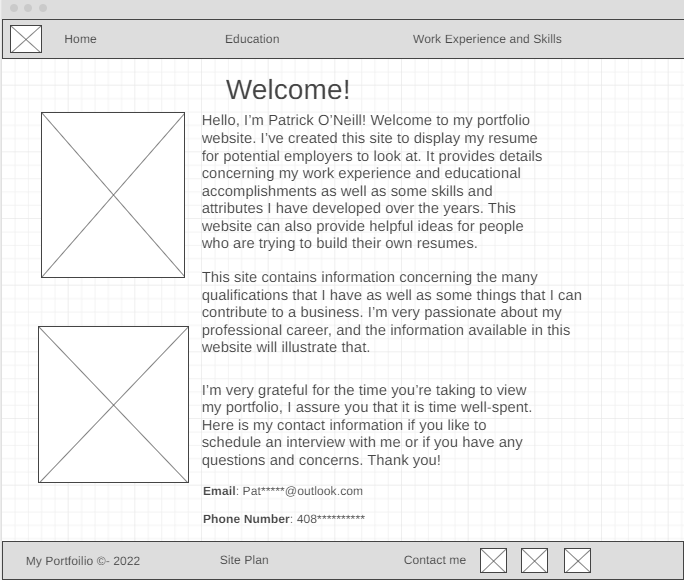 Home Education Work Experience and Skills
Welcome!
Hello, I’m Patrick O’Neill! Welcome to my portfolio
website. I’ve created this site to display my resume
for potential employers to look at. It provides details
concerning my work experience and educational
accomplishments as well as some skills and
attributes I have developed over the years. This
website can also provide helpful ideas for people
who are trying to build their own resumes.
This site contains information concerning the many
qualifications that I have as well as some things that I can
contribute to a business. I’m very passionate about my
professional career, and the information available in this
website will illustrate that.
I’m very grateful for the time you’re taking to view
my portfolio, I assure you that it is time well-spent.
Here is my contact information if you like to
schedule an interview with me or if you have any
questions and concerns. Thank you!
Email: Pat*****@outlook.com
Phone Number: 408**********
My Portfoilio ©- 2022 Site Plan Contact me